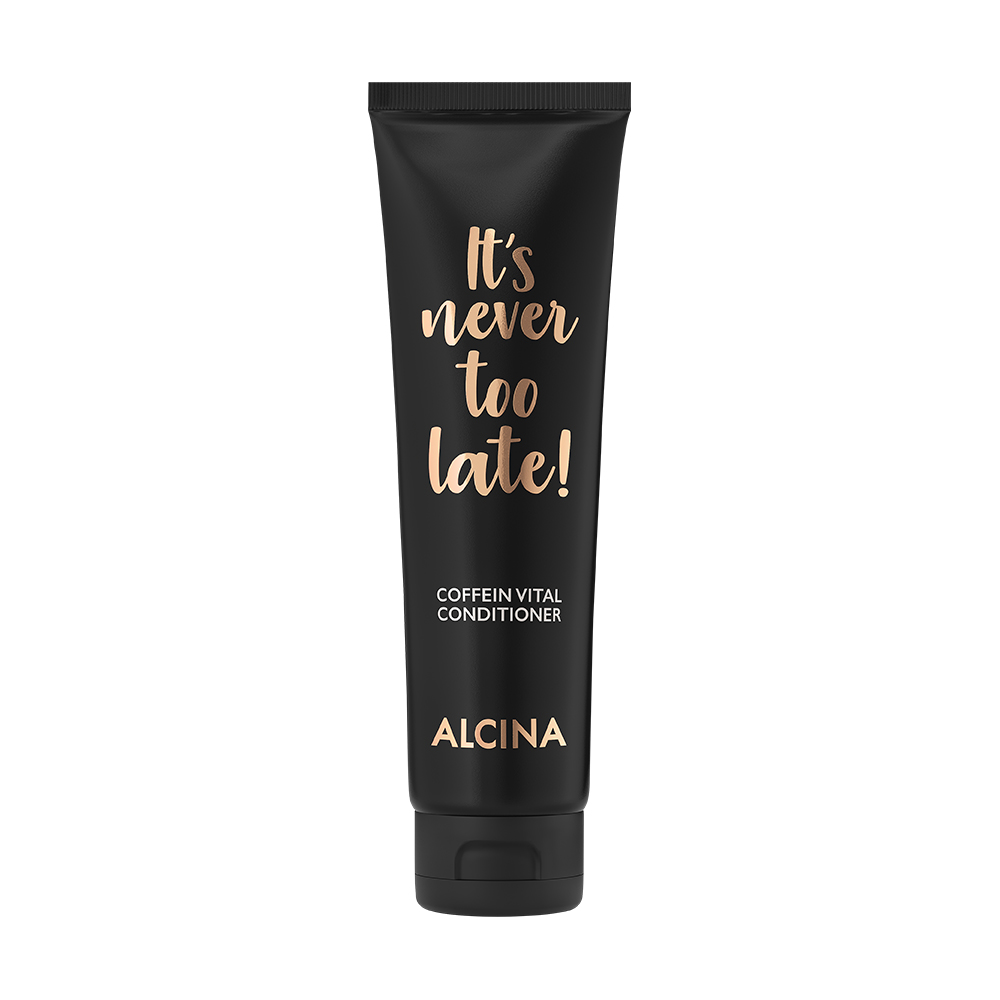 It's
never
too
late!
COFFEIN VITAL
CONDITIONER
ALCINA